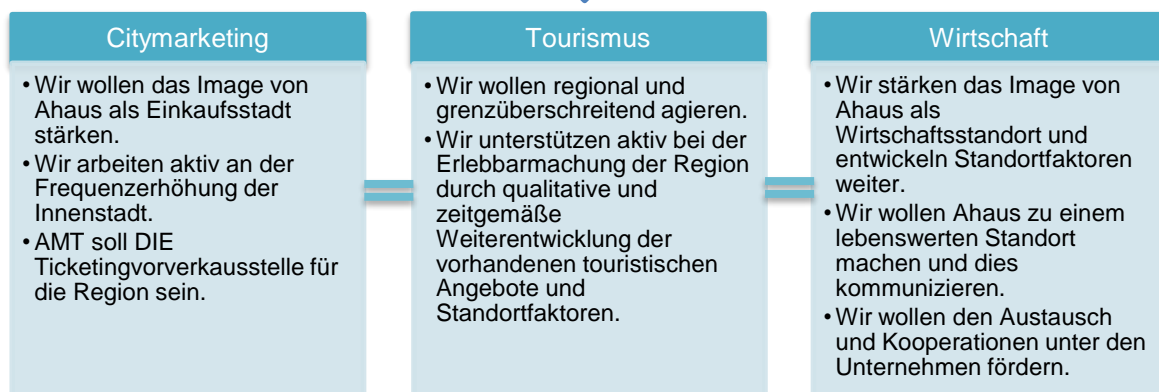 Citymarketing
• Wir wollen das Image von
Ahaus als Einkaufsstadt
stärken.
• Wir arbeiten aktiv an der
Frequenzerhöhung der
Innenstadt.
• AMT soll DIE
Ticketingvorverkausstelle für
die Region sein.
Tourismus
• Wir wollen regional und
grenzüberschreitend agieren.
• Wir unterstützen aktiv bei der
Erlebbarmachung der Region
durch qualitative und
zeitgemäße
Weiterentwicklung der
vorhandenen touristischen
Angebote und
Standortfaktoren.
Wirtschaft
• Wir stärken das Image von
Ahaus als
Wirtschaftsstandort und
entwickeln Standortfaktoren
weiter.
• Wir wollen Ahaus zu einem
lebenswerten Standort
machen und dies
kommunizieren.
• Wir wollen den Austausch
und Kooperationen unter den
Unternehmen fördern.